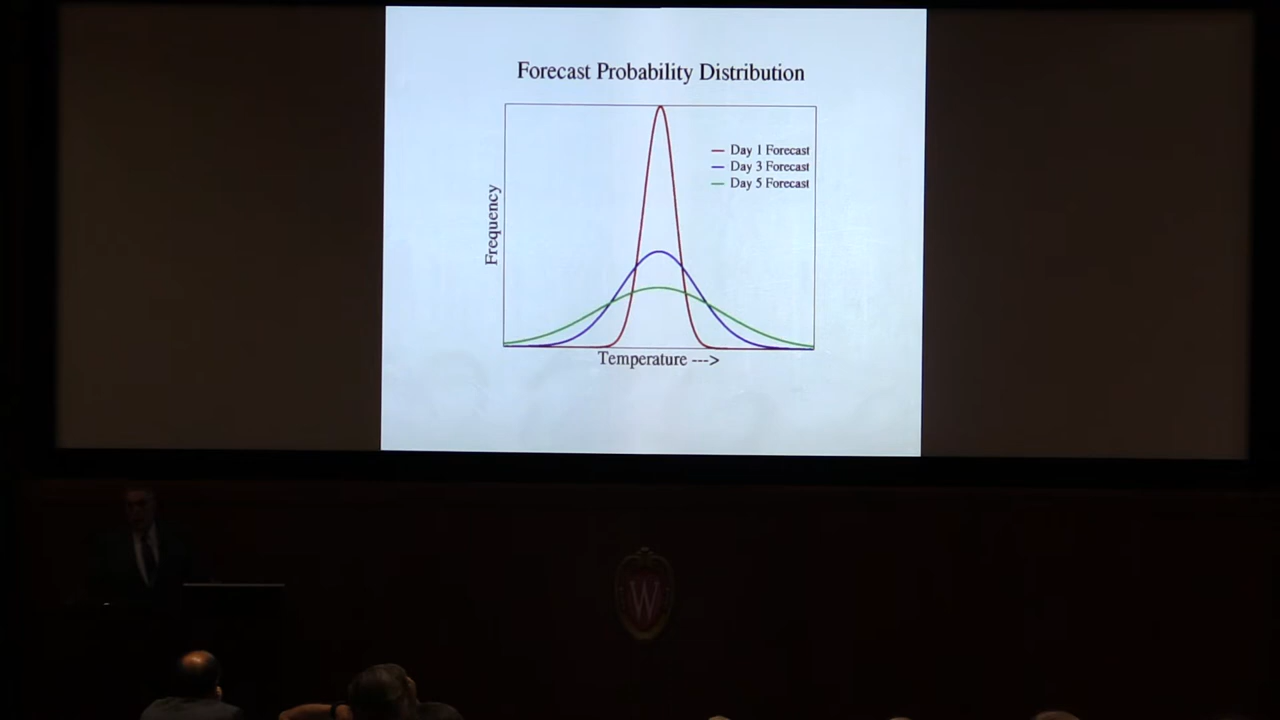 Forecast Probability Distribution
Day 1 Forecast
Day 3 Forecast
Day 5 Forecast
Frequency
Temperature --->
W